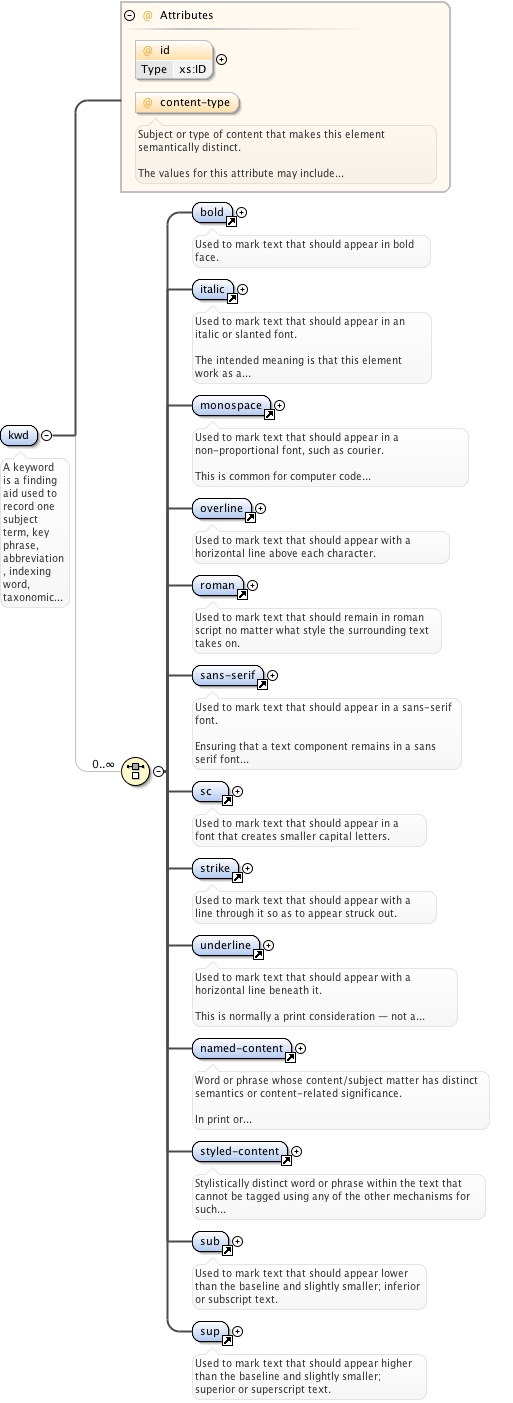 @ Attributes
@ id
Type xs:ID
@ content-type
Subject or type of content that makes this element
semantically distinct.
The values for this attribute may include...
bold
Used to mark text that should appear in bold
face.
italic
Used to mark text that should appear in an
italic or slanted font.
The intended meaning is that this element
work as a...
monospace
Used to mark text that should appear in a
non-proportional font, such as courier.
This is common for computer code...
kwd
A keyword
is a finding
aid used to
record one
subject
term, key
phrase,
abbreviation
, indexing
word,
taxonomic...
overline
Used to mark text that should appear with a
horizontal line above each character.
roman
Used to mark text that should remain in roman
script no matter what style the surrounding text
takes on.
sans-serif
Used to mark text that should appear in a sans-serif
font.
Ensuring that a text component remains in a sans
serif font...
0..∞
sc
Used to mark text that should appear in a
font that creates smaller capital letters.
strike
Used to mark text that should appear with a
line through it so as to appear struck out.
underline
Used to mark text that should appear with a
horizontal line beneath it.
This is normally a print consideration — not a...
named-content
Word or phrase whose content/subject matter has distinct
semantics or content-related significance.
In print or...
styled-content
Stylistically distinct word or phrase within the text that
cannot be tagged using any of the other mechanisms for
such...
sub
Used to mark text that should appear lower
than the baseline and slightly smaller; inferior
or subscript text.
sup
Used to mark text that should appear higher
than the baseline and slightly smaller;
superior or superscript text.